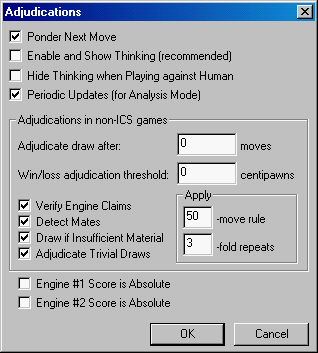 Adjudications
Ponder Next Move
Enable and Show Thinking (recommended)
Hide Thinking when Playing against Human
Periodic Updates (for Analysis Mode)
Adjudications in non-ICS games
Adjudicate draw after: 0 moves
Win/loss adjudication threshold: 0 centipawns
Verify Engine Claims
Detect Mates
Draw if Insufficient Material
Adjudicate Trivial Draws
Apply
50 -move rule
3 -fold repeats
Engine #1 Score is Absolute
Engine #2 Score is Absolute
OK Cancel